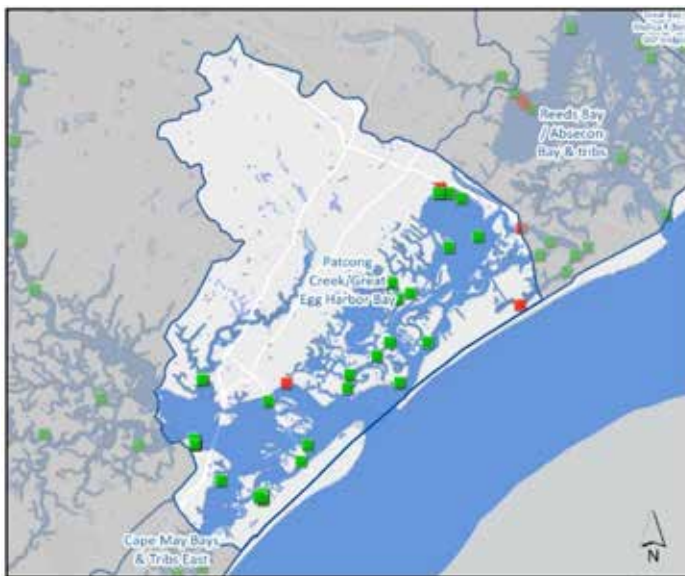 Reeds Bay
/ Absecon
Bay & tribs
Patcong
Creek/Great
Egg Harbor Bay
Cape May Bays
& Tribs East
N